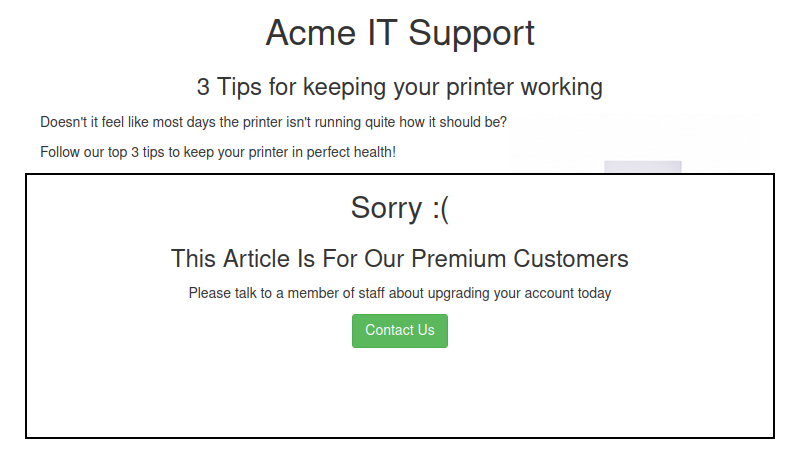 Acme IT Support
3 Tips for keeping your printer working
Doesn't it feel like most days the printer isn't running quite how it should be?
Follow our top 3 tips to keep your printer in perfect health!
Sorry :(
This Article Is For Our Premium Customers
Please talk to a member of staff about upgrading your account today
Contact Us